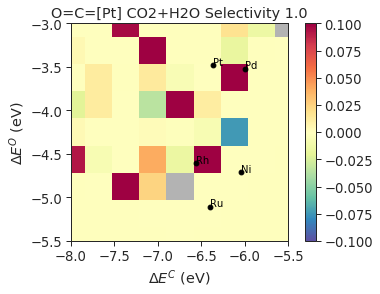 O=C=[Pt] CO2+H2O Selectivity 1.0
−3.0
−3.5
−4.0
−4.5
−5.0
−5.5
ΔE^O (eV)
Pt
Pd
Rh
Ni
Ru
−8.0 −7.5 −7.0 −6.5 −6.0 −5.5
ΔE^C (eV)
0.100
0.075
0.050
0.025
0.000
−0.025
−0.050
−0.075
−0.100